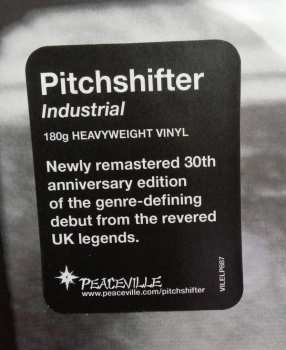 Pitchshifter
Industrial
180g HEAVYWEIGHT VINYL
Newly remastered 30th
anniversary edition
of the genre-defining
debut from the revered
UK legends.
PEACEVILLE
www.peaceville.com/pitchshifter
VILELP867